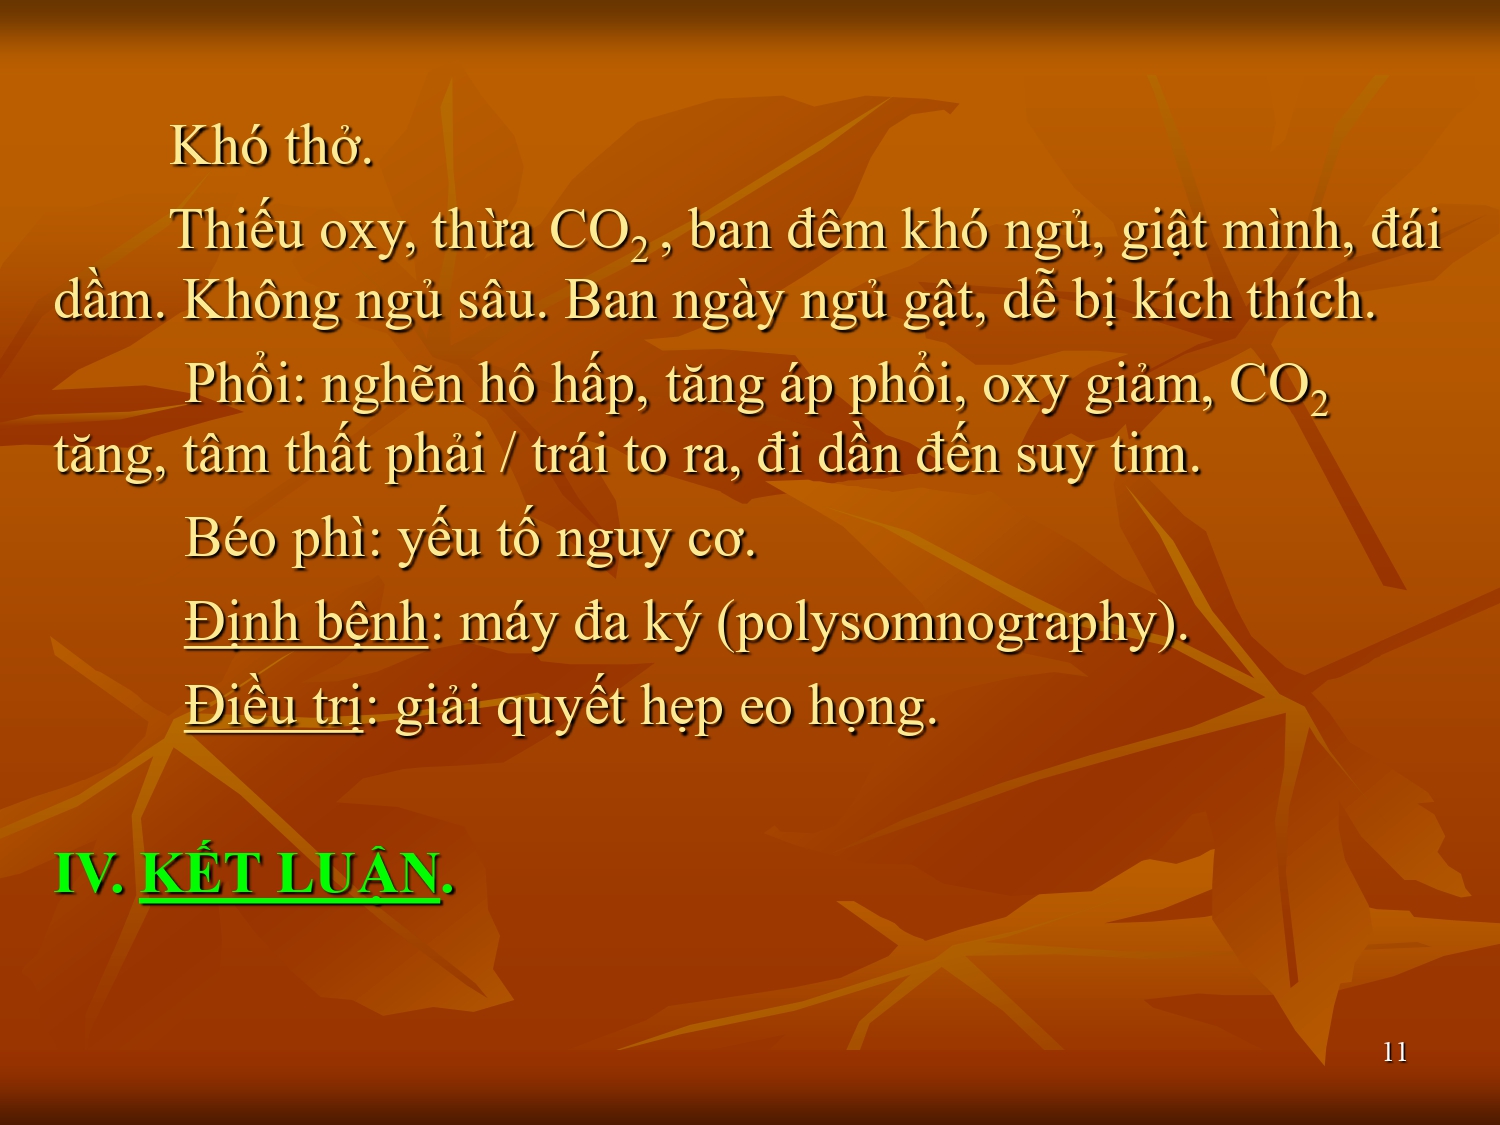 Khó thở.
Thiếu oxy, thừa CO₂ , ban đêm khó ngủ, giật mình, đái
dầm. Không ngủ sâu. Ban ngày ngủ gật, dễ bị kích thích.
Phổi: nghẽn hô hấp, tăng áp phổi, oxy giảm, CO₂
tăng, tâm thất phải / trái to ra, đi dần đến suy tim.
Béo phì: yếu tố nguy cơ.
Định bệnh: máy đa ký (polysomnography).
Điều trị: giải quyết hẹp eo họng.
IV. KẾT LUẬN.
11